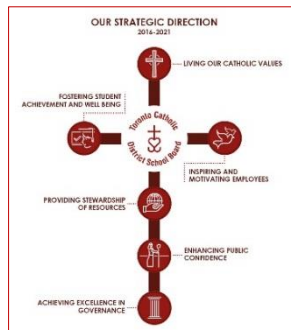 OUR STRATEGIC DIRECTION
2016-2021
LIVING OUR CATHOLIC VALUES
FOSTERING STUDENT
ACHIEVEMENT AND WELL BEING
Toronto Catholic
District School Board
INSPIRING AND
MOTIVATING EMPLOYEES
PROVIDING STEWARDSHIP
OF RESOURCES
ENHANCING PUBLIC
CONFIDENCE
ACHIEVING EXCELLENCE IN
GOVERNANCE